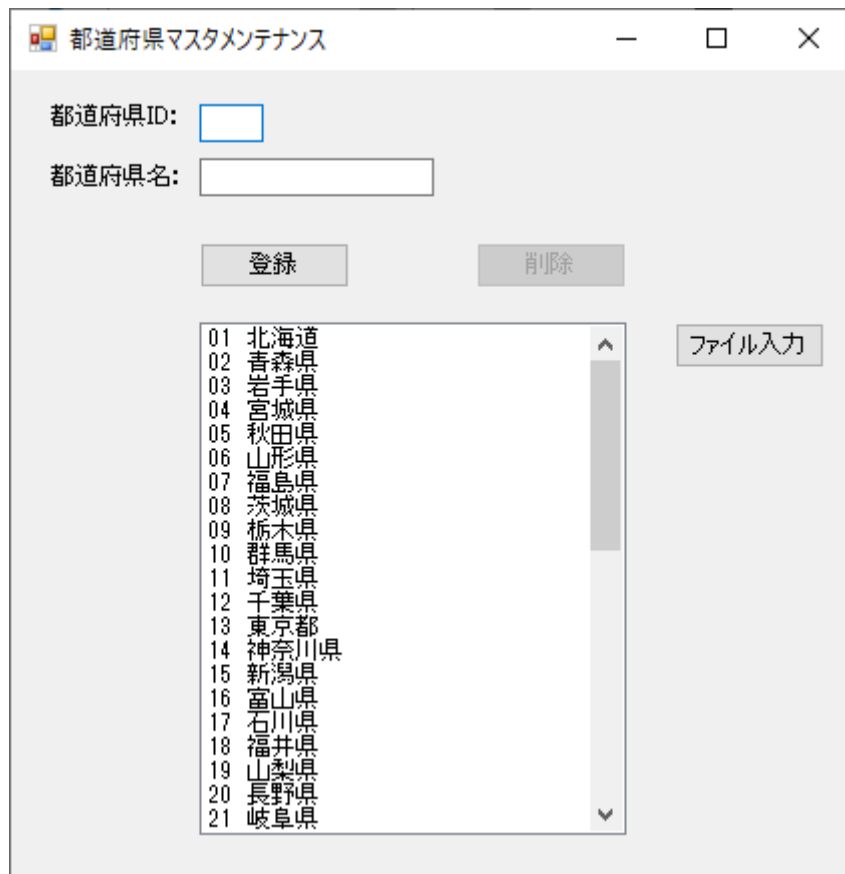 都道府県マスタメンテナンス
都道府県ID:
都道府県名:
登録 削除
ファイル入力
01 北海道
02 青森県
03 岩手県
04 宮城県
05 秋田県
06 山形県
07 福島県
08 茨城県
09 栃木県
10 群馬県
11 埼玉県
12 千葉県
13 東京都
14 神奈川県
15 新潟県
16 富山県
17 石川県
18 福井県
19 山梨県
20 長野県
21 岐阜県